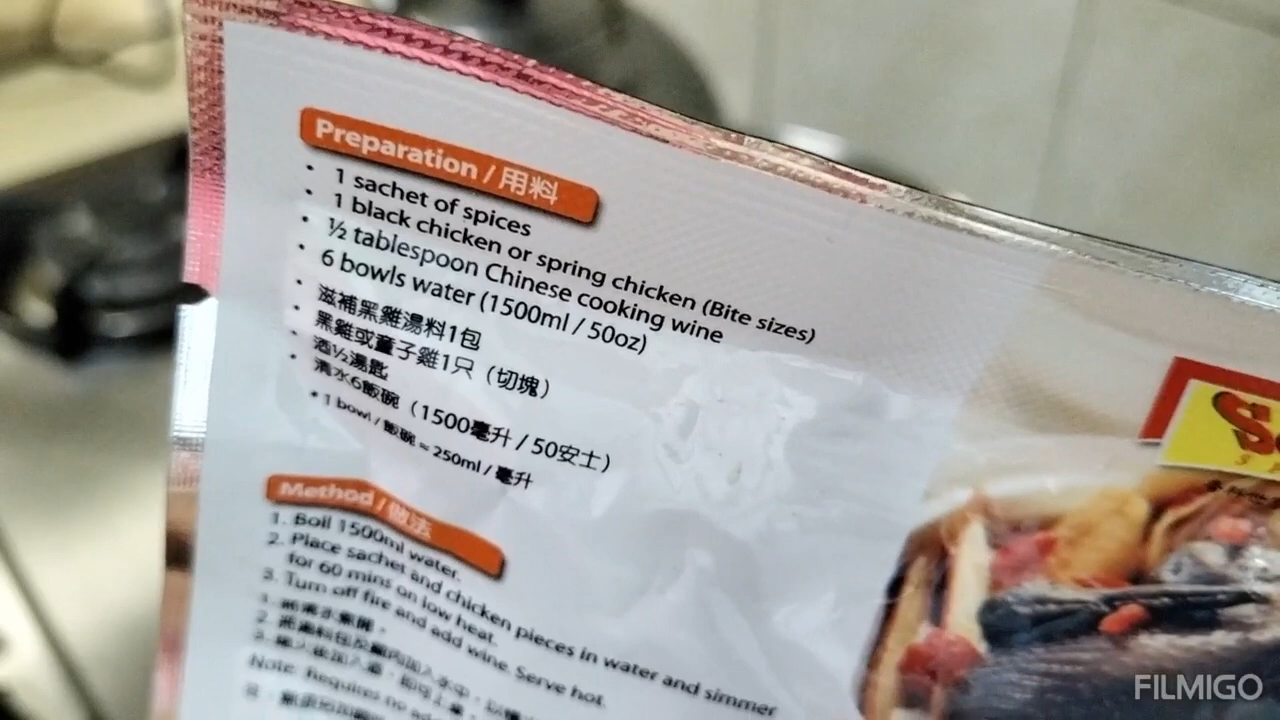 Preparation / 用料
• 1 sachet of spices
• 1 black chicken or spring chicken (Bite sizes)
• ½ tablespoon Chinese cooking wine
• 6 bowls water (1500ml / 50oz)
• 滋補黑雞湯料1包
• 黑雞或童子雞1只（切塊）
• 酒½湯匙
• 清水6飯碗（1500毫升 / 50安士）
* 1 bowl / 飯碗 = 250ml / 毫升
Method / 做法
1. Boil 1500ml water.
2. Place sachet and chicken pieces in water and simmer
for 60 mins on low heat.
3. Turn off fire and add wine. Serve hot.
Note: Requires no
FILMIGO